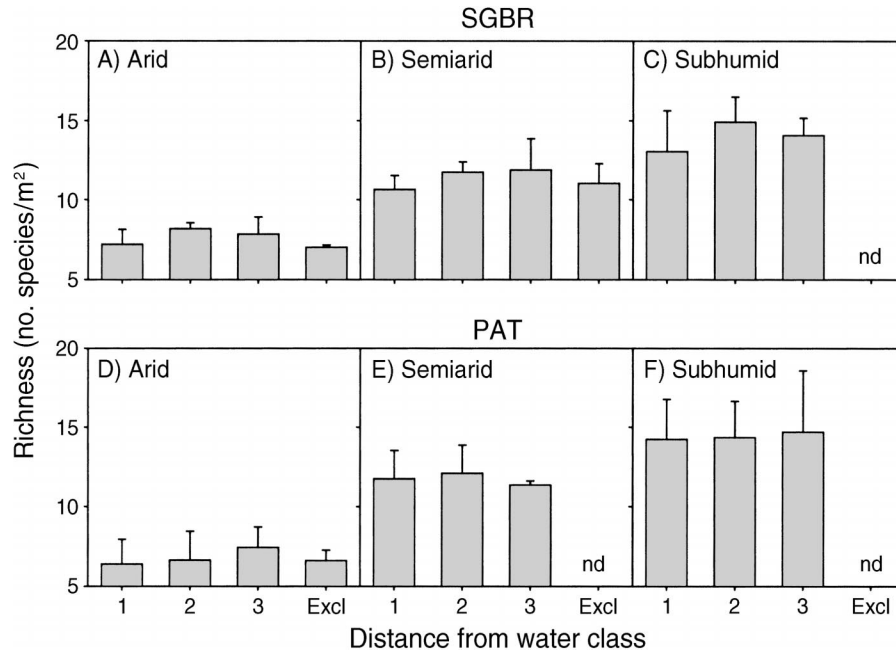 SGBR
20
15
10
5
A) Arid
B) Semiarid
C) Subhumid
nd
Richness (no. species/m²)
PAT
20
15
10
5
D) Arid
E) Semiarid
F) Subhumid
nd
nd
1 2 3 Excl 1 2 3 Excl 1 2 3 Excl
Distance from water class